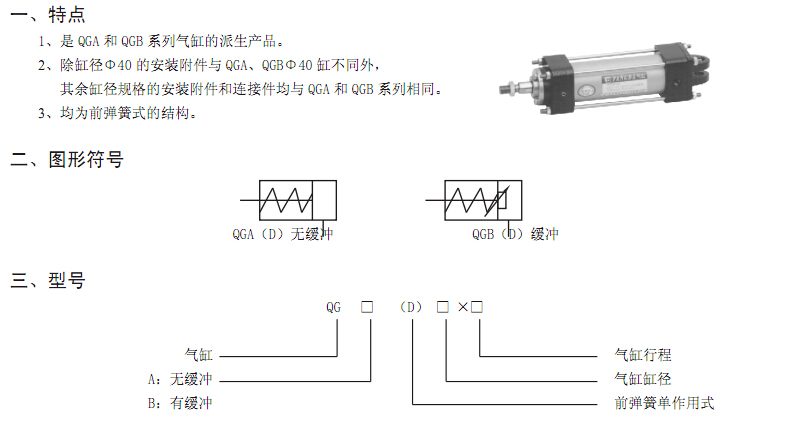 一、特点
1、是 QGA 和 QGB 系列气缸的派生产品。
2、除缸径Φ40 的安装附件与 QGA、QGBΦ40 缸不同外，
其余缸径规格的安装附件和连接件均与 QGA 和 QGB 系列相同。
3、均为前弹簧式的结构。
二、图形符号
QGA（D）无缓冲
QGB（D）缓冲
三、型号
QG □ （D）□ ×□
气缸
A：无缓冲
B：有缓冲
气缸行程
气缸缸径
前弹簧单作用式